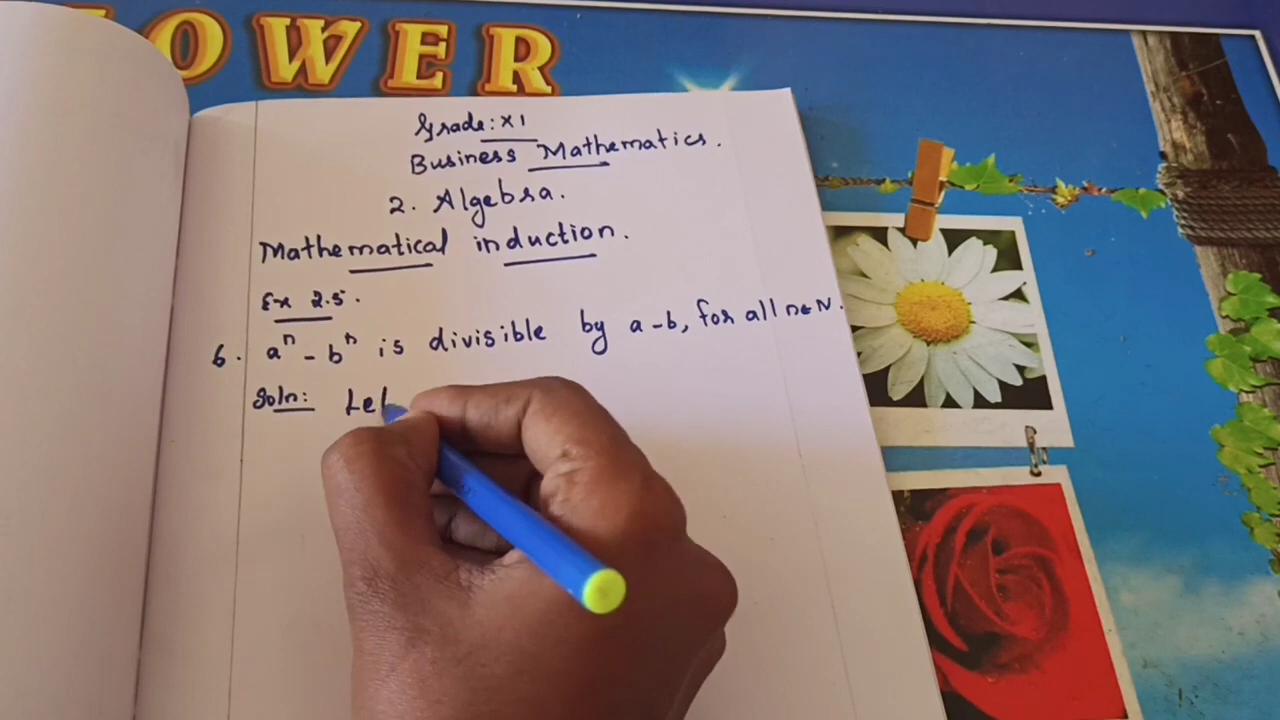 OWER
Grade: XI
Business Mathematics.
2. Algebra.
Mathematical induction.
Ex 2.5.
6. aⁿ - bⁿ is divisible by a-b, for all n∈N.
Soln: Let